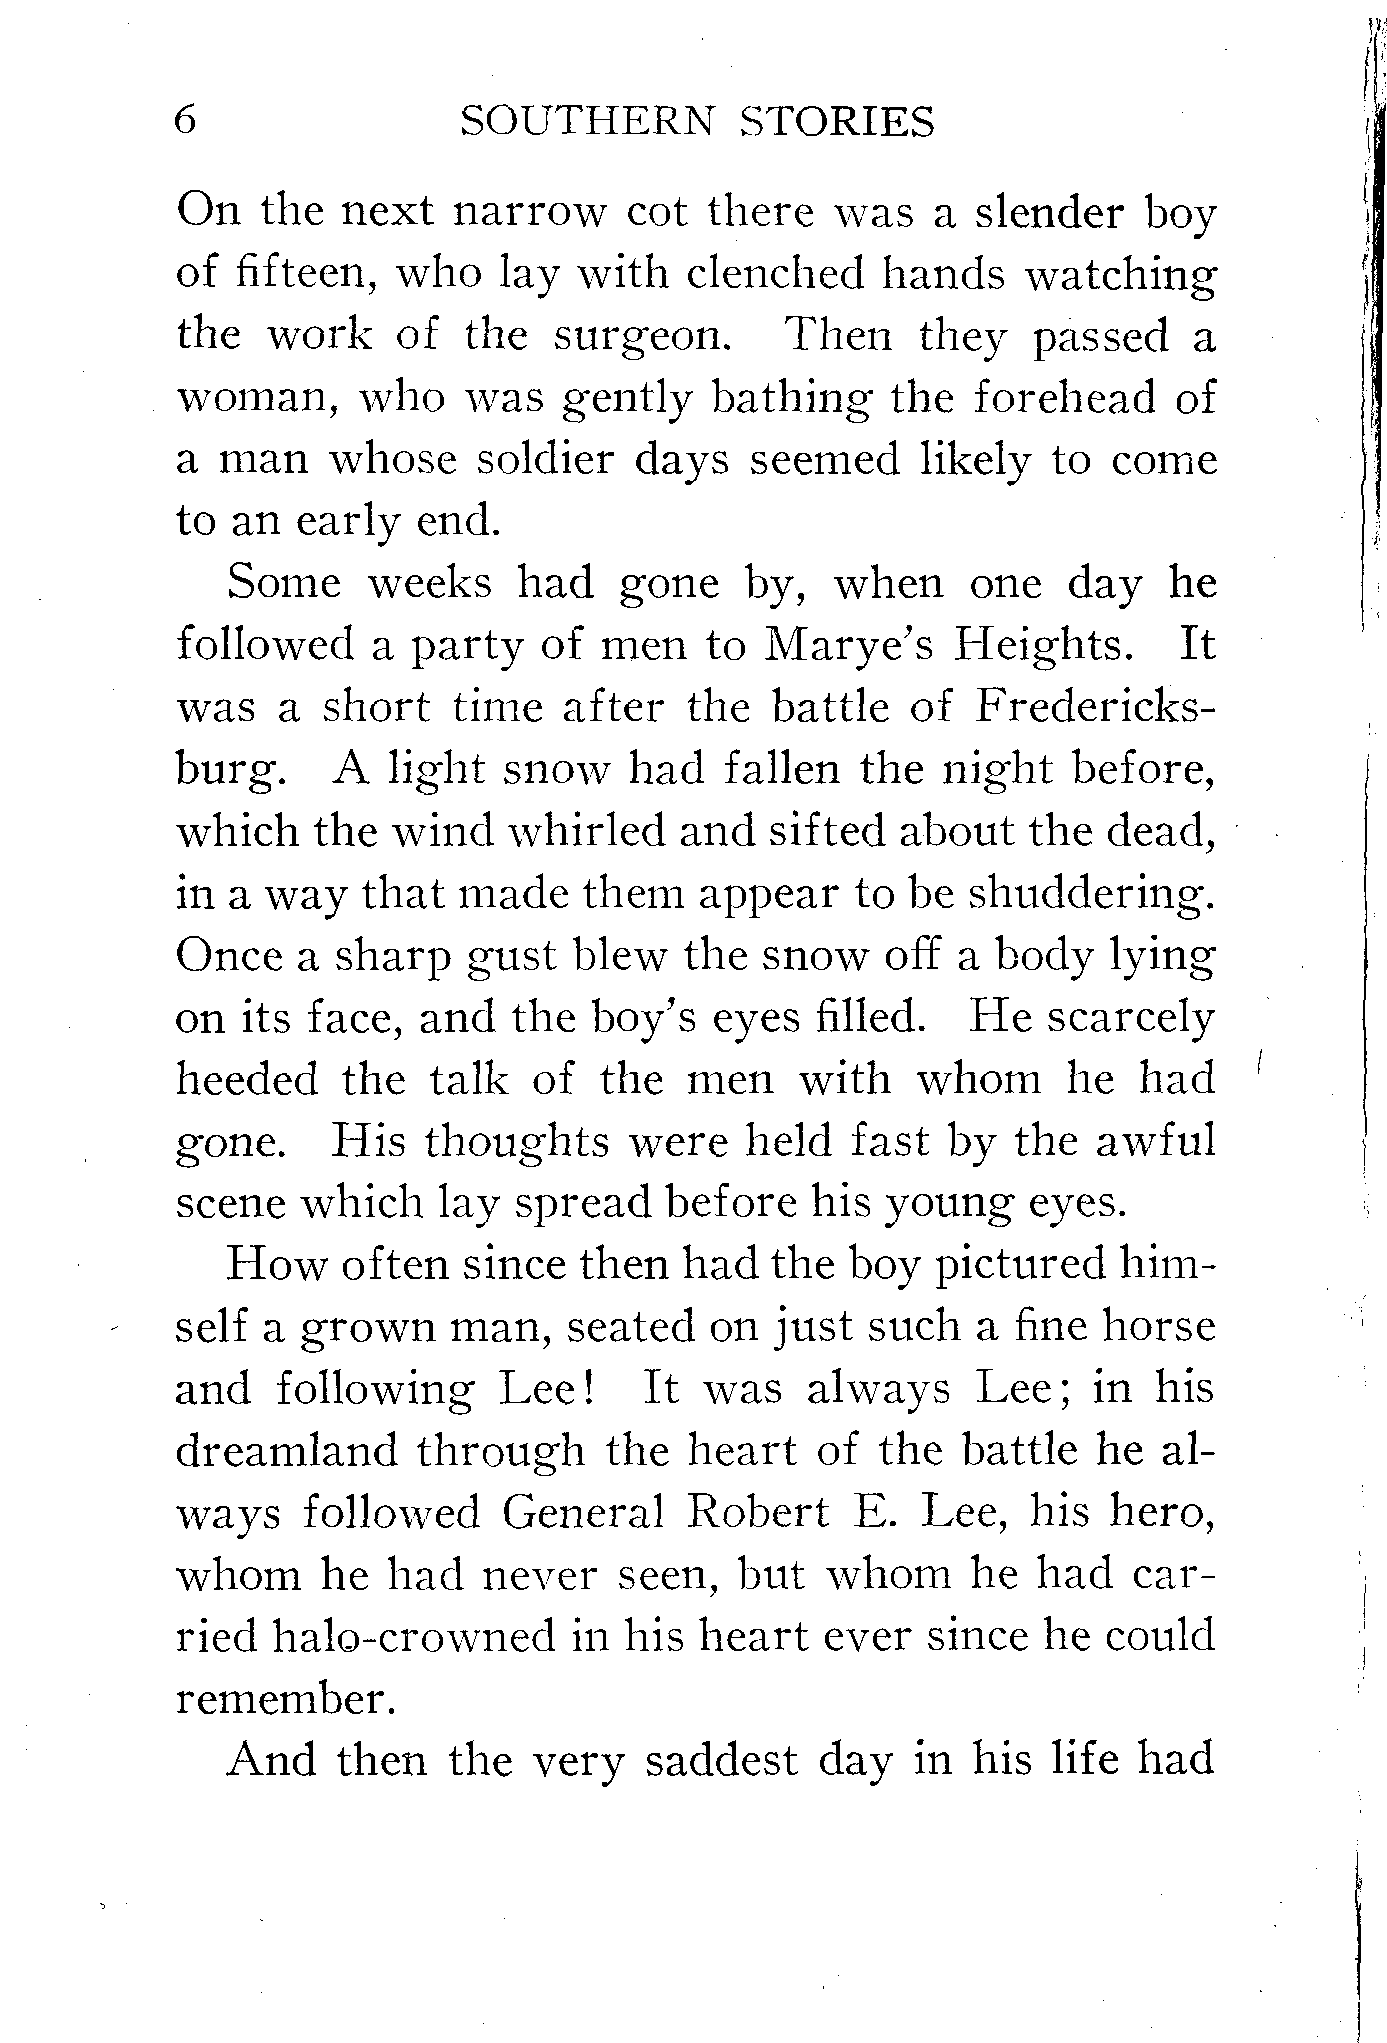 6 SOUTHERN STORIES
On the next narrow cot there was a slender boy
of fifteen, who lay with clenched hands watching
the work of the surgeon. Then they passed a
woman, who was gently bathing the forehead of
a man whose soldier days seemed likely to come
to an early end.
Some weeks had gone by, when one day he
followed a party of men to Marye's Heights. It
was a short time after the battle of Fredericks-
burg. A light snow had fallen the night before,
which the wind whirled and sifted about the dead,
in a way that made them appear to be shuddering.
Once a sharp gust blew the snow off a body lying
on its face, and the boy's eyes filled. He scarcely
heeded the talk of the men with whom he had
gone. His thoughts were held fast by the awful
scene which lay spread before his young eyes.
How often since then had the boy pictured him-
self a grown man, seated on just such a fine horse
and following Lee! It was always Lee; in his
dreamland through the heart of the battle he al-
ways followed General Robert E. Lee, his hero,
whom he had never seen, but whom he had car-
ried halo-crowned in his heart ever since he could
remember.
And then the very saddest day in his life had